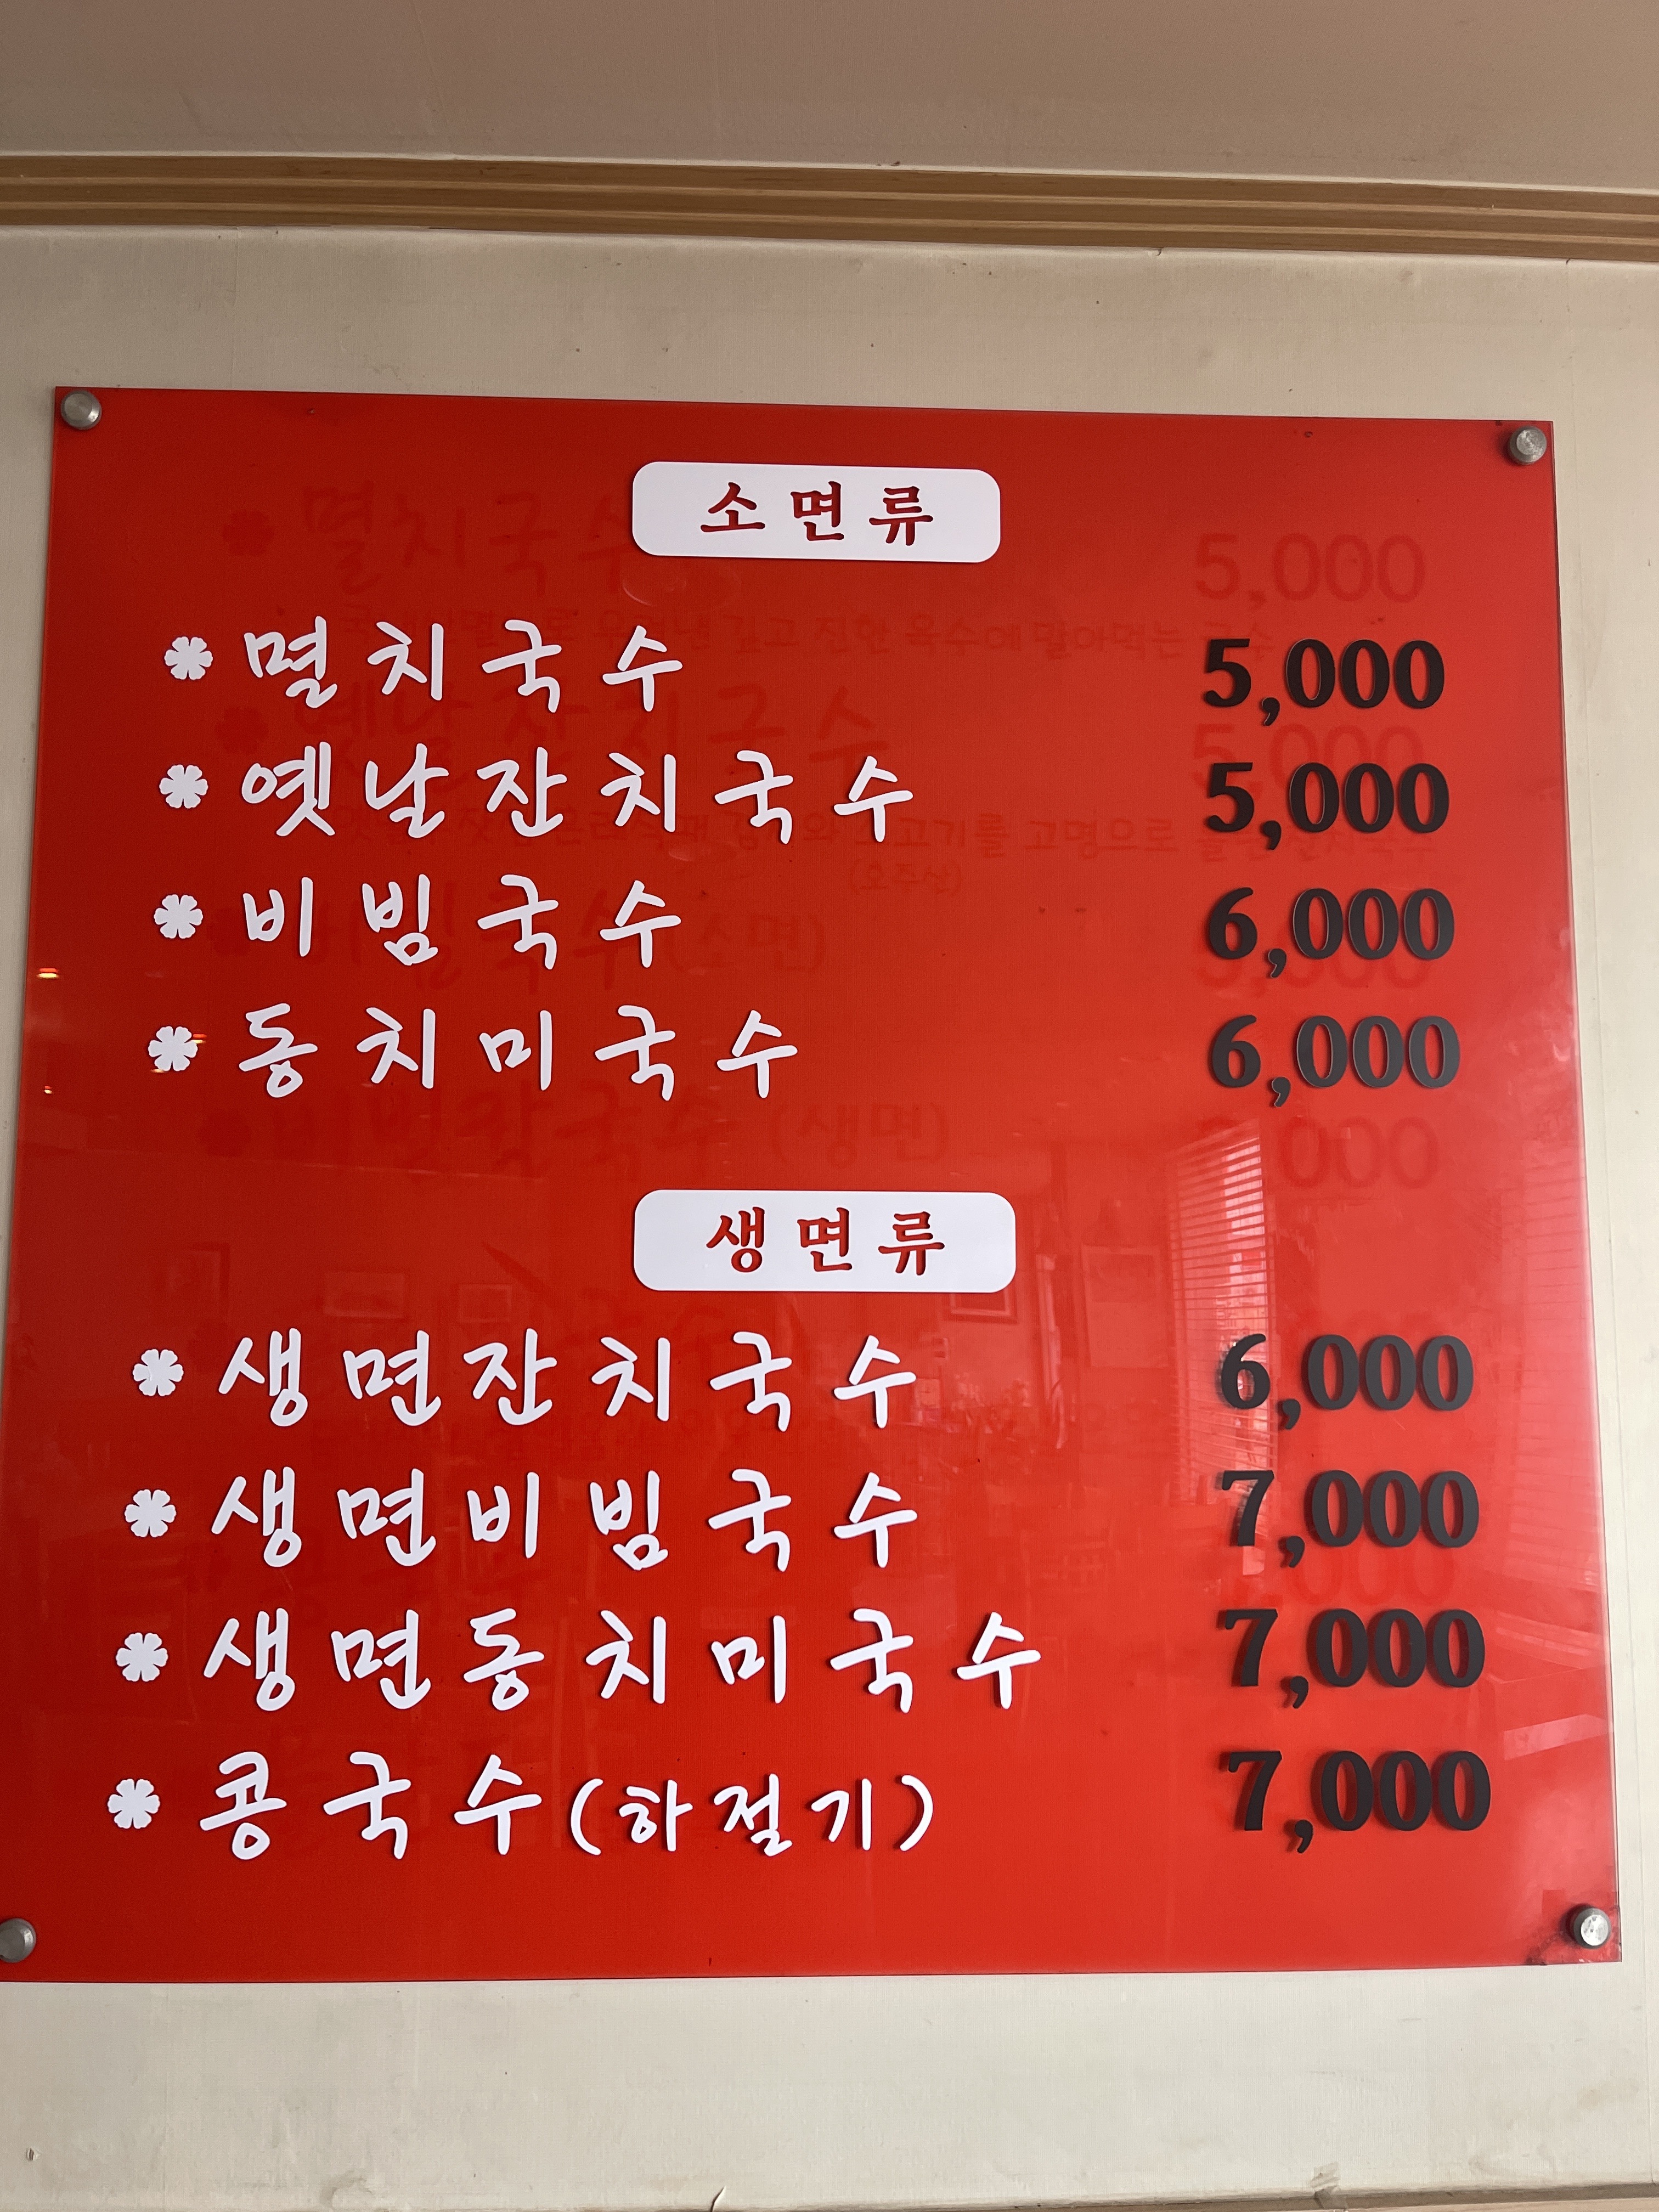 소면류
멸치국수 5,000
옛날잔치국수 5,000
비빔국수 6,000
동치미국수 6,000
생면류
생면잔치국수 6,000
생면비빔국수 7,000
생면동치미국수 7,000
콩국수(하절기) 7,000